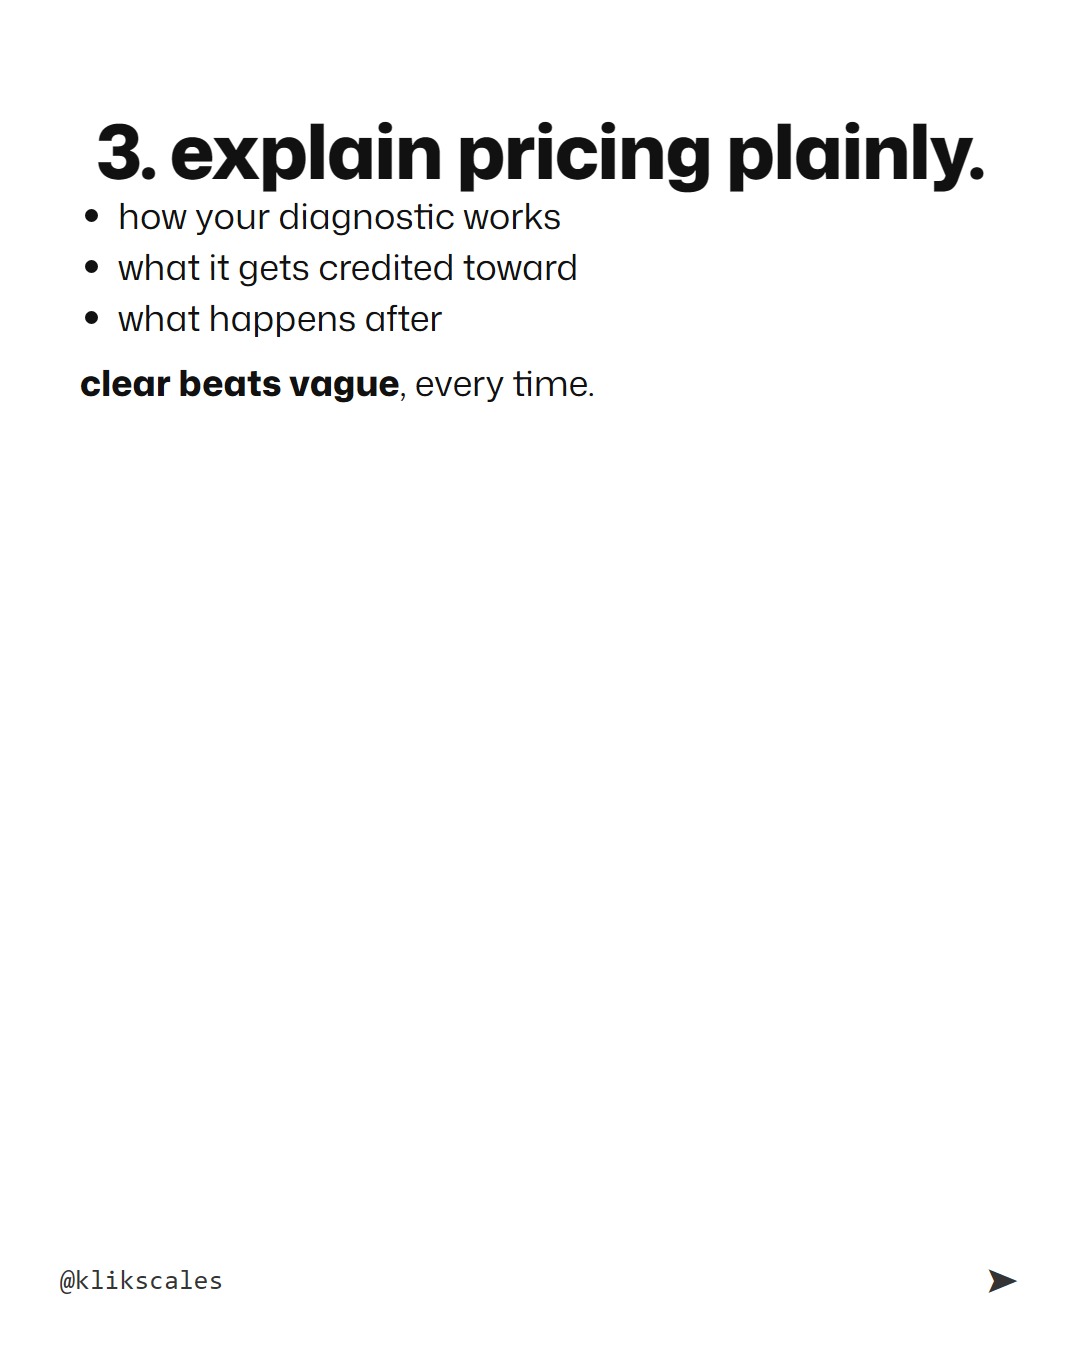 3. explain pricing plainly.
• how your diagnostic works
• what it gets credited toward
• what happens after
clear beats vague, every time.
@klikscales